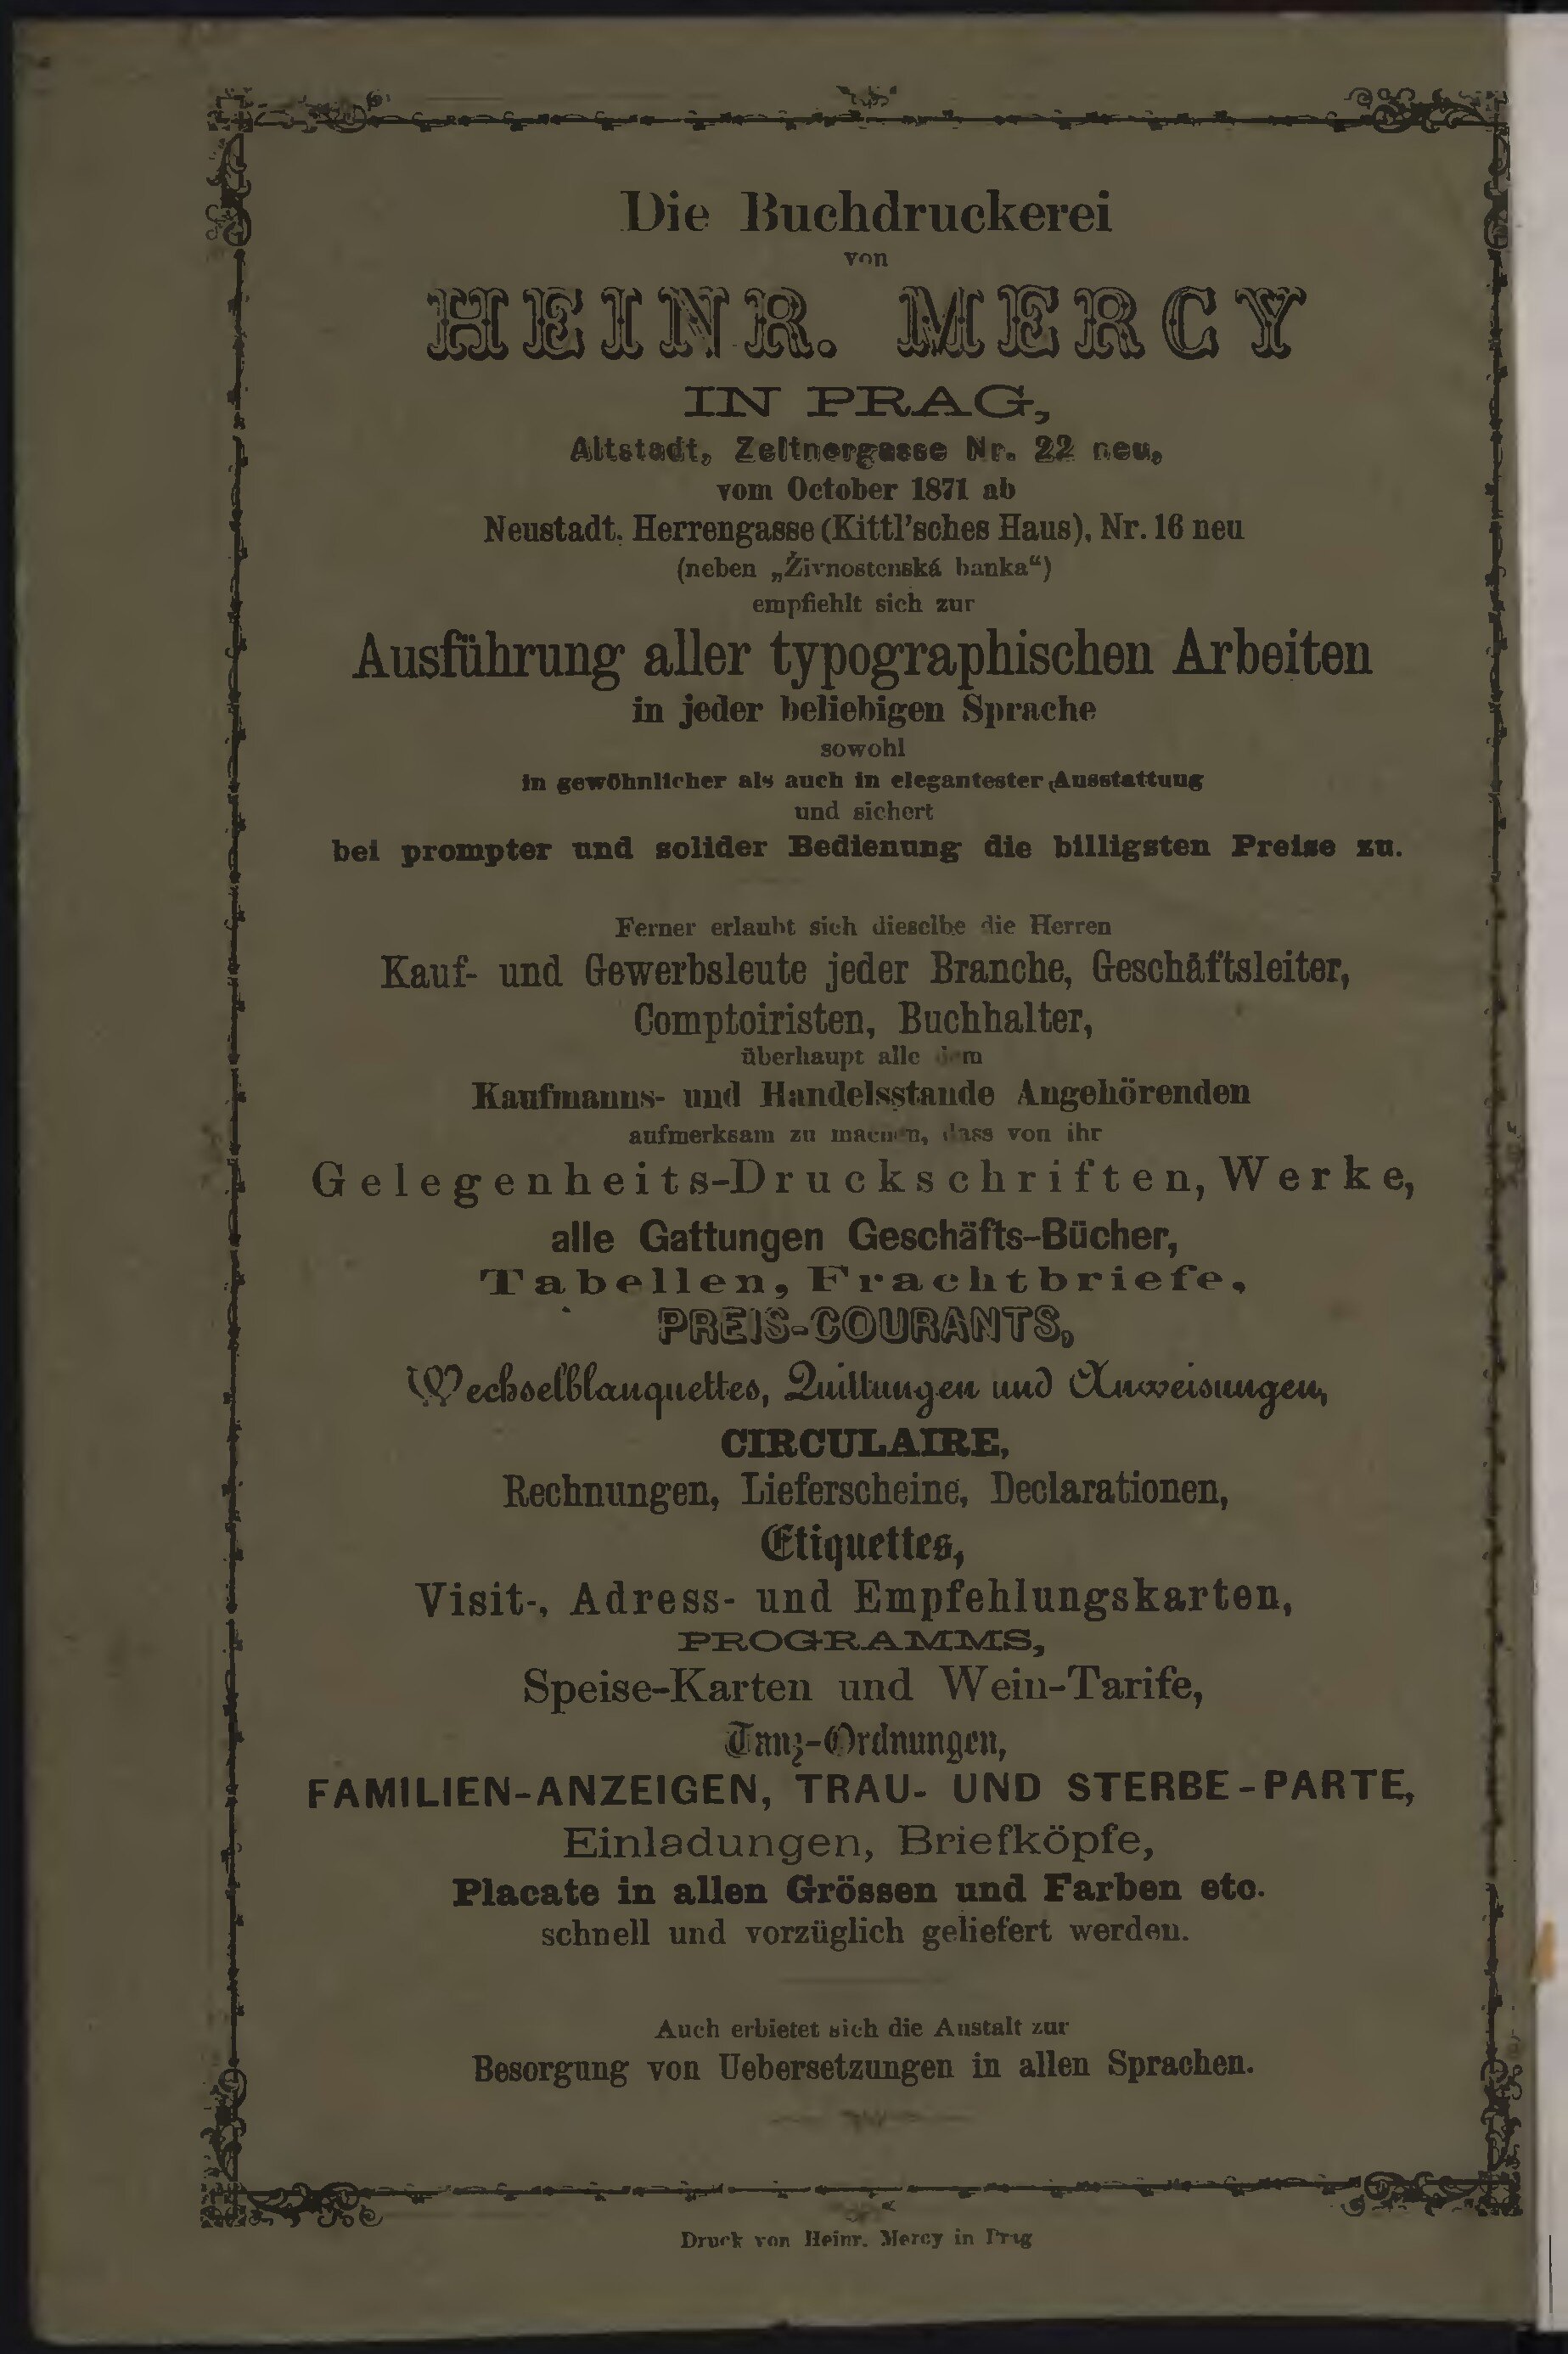 Die Buchdruckerei
von
HEINR. MERCY
IN PRAG,
Altstadt, Zeltnergasse Nr. 22 neu,
vom October 1871 ab
Neustadt, Herrengasse (Kittl'sches Haus), Nr. 16 neu
(neben „Živnostenská banka“)
empfiehlt sich zur
Ausführung aller typographischen Arbeiten
in jeder beliebigen Sprache
sowohl
in gewöhnlicher als auch in elegantester Ausstattung
und sichert
bei prompter und solider Bedienung die billigsten Preise zu.
Ferner erlaubt sich dieselbe die Herren
Kauf- und Gewerbsleute jeder Branche, Geschäftsleiter,
Comptoiristen, Buchhalter,
überhaupt alle dem
Kaufmanns- und Handelsstande Angehörenden
aufmerksam zu machen, dass von ihr
Gelegenheits-Druckschriften, Werke,
alle Gattungen Geschäfts-Bücher,
Tabellen, Frachtbriefe,
PREIS-COURANTS,
Wechselblanquettes, Quittungen und Anweisungen,
CIRCULAIRE,
Rechnungen, Lieferscheine, Declarationen,
Etiquettes,
Visit-, Adress- und Empfehlungskarten,
PROGRAMMS,
Speise-Karten und Wein-Tarife,
Tanz-Ordnungen,
FAMILIEN-ANZEIGEN, TRAU- UND STERBE-PARTE,
Einladungen, Briefköpfe,
Placate in allen Grössen und Farben etc.
schnell und vorzüglich geliefert werden.
Auch erbietet sich die Anstalt zur
Besorgung von Uebersetzungen in allen Sprachen.
Druck von Heinr. Mercy in Prag